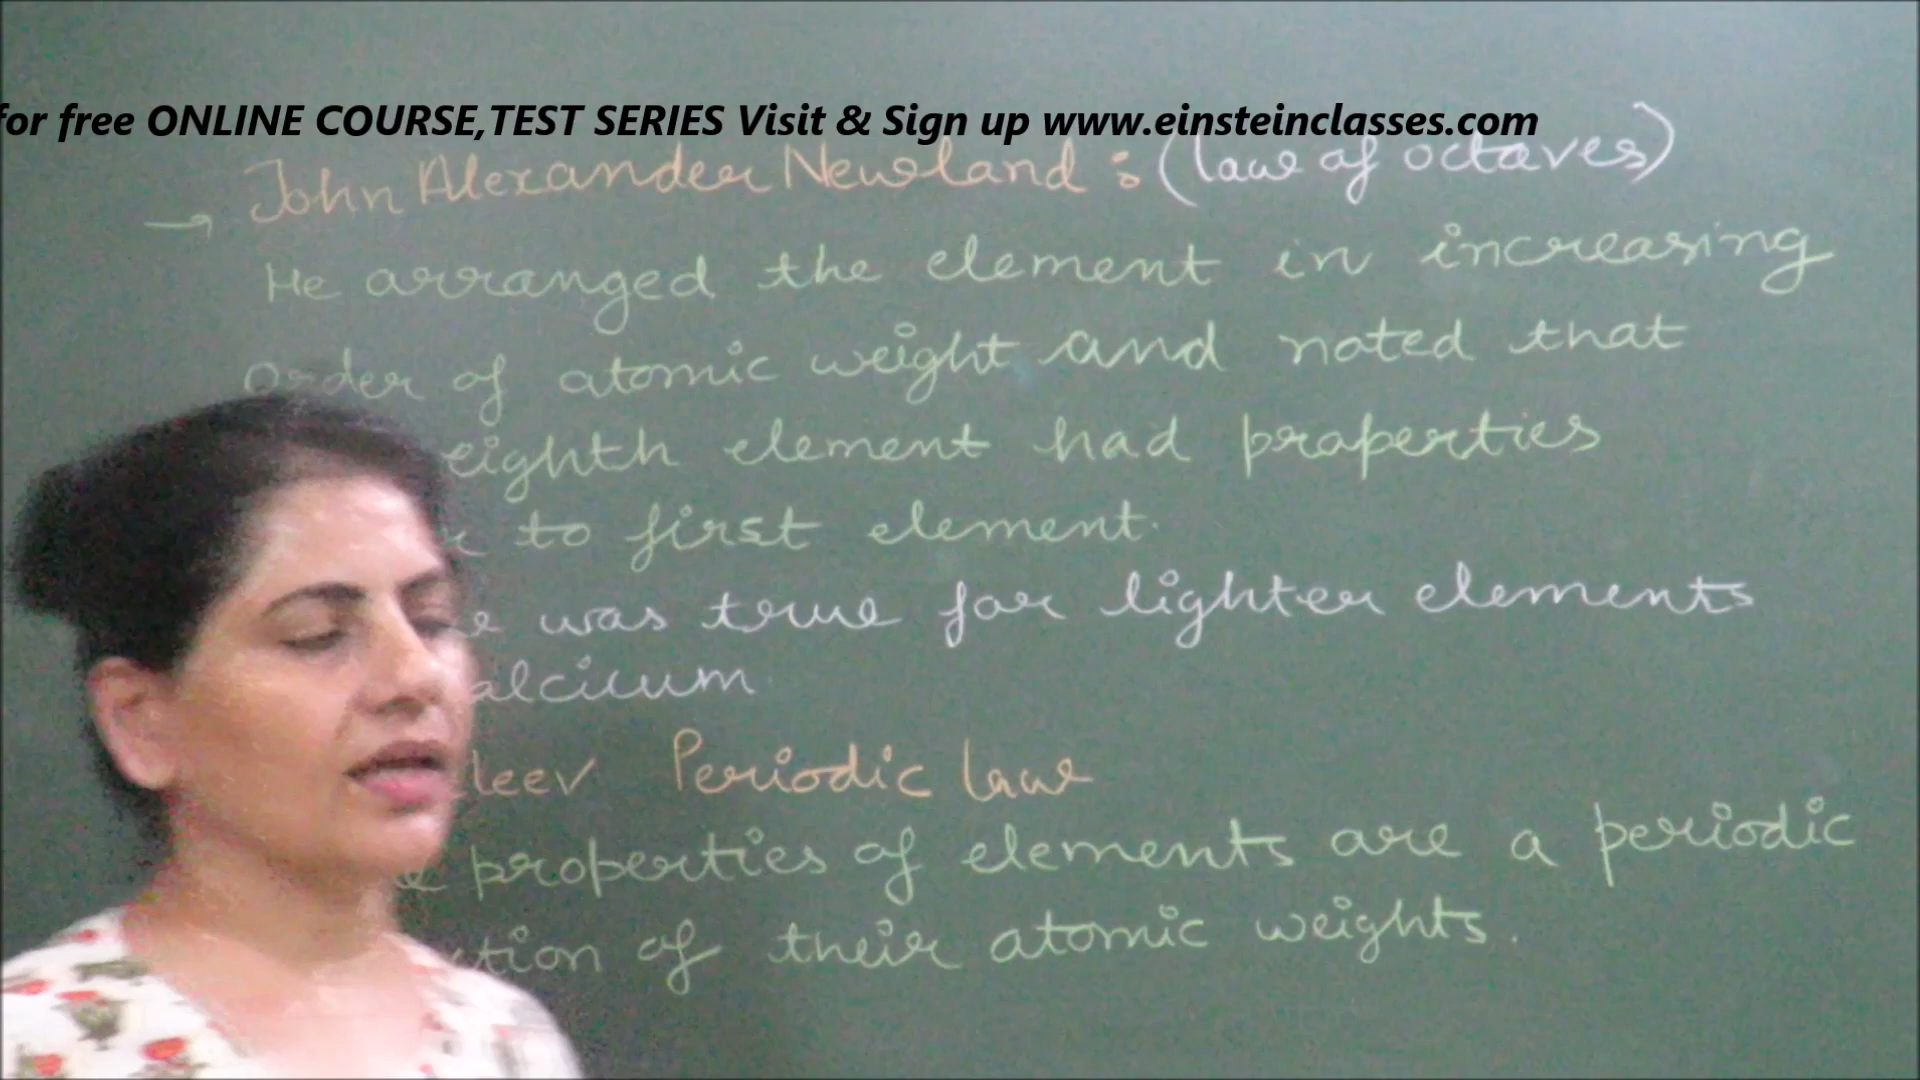 for free ONLINE COURSE,TEST SERIES Visit & Sign up www.einsteinclasses.com
→ John Alexander Newland : (law of octaves)
He arranged the element in increasing
order of atomic weight and noted that
eighth element had properties
to first element.
was true for lighter elements
alcium
leev Periodic law
properties of elements are a periodic
ction of their atomic weights.